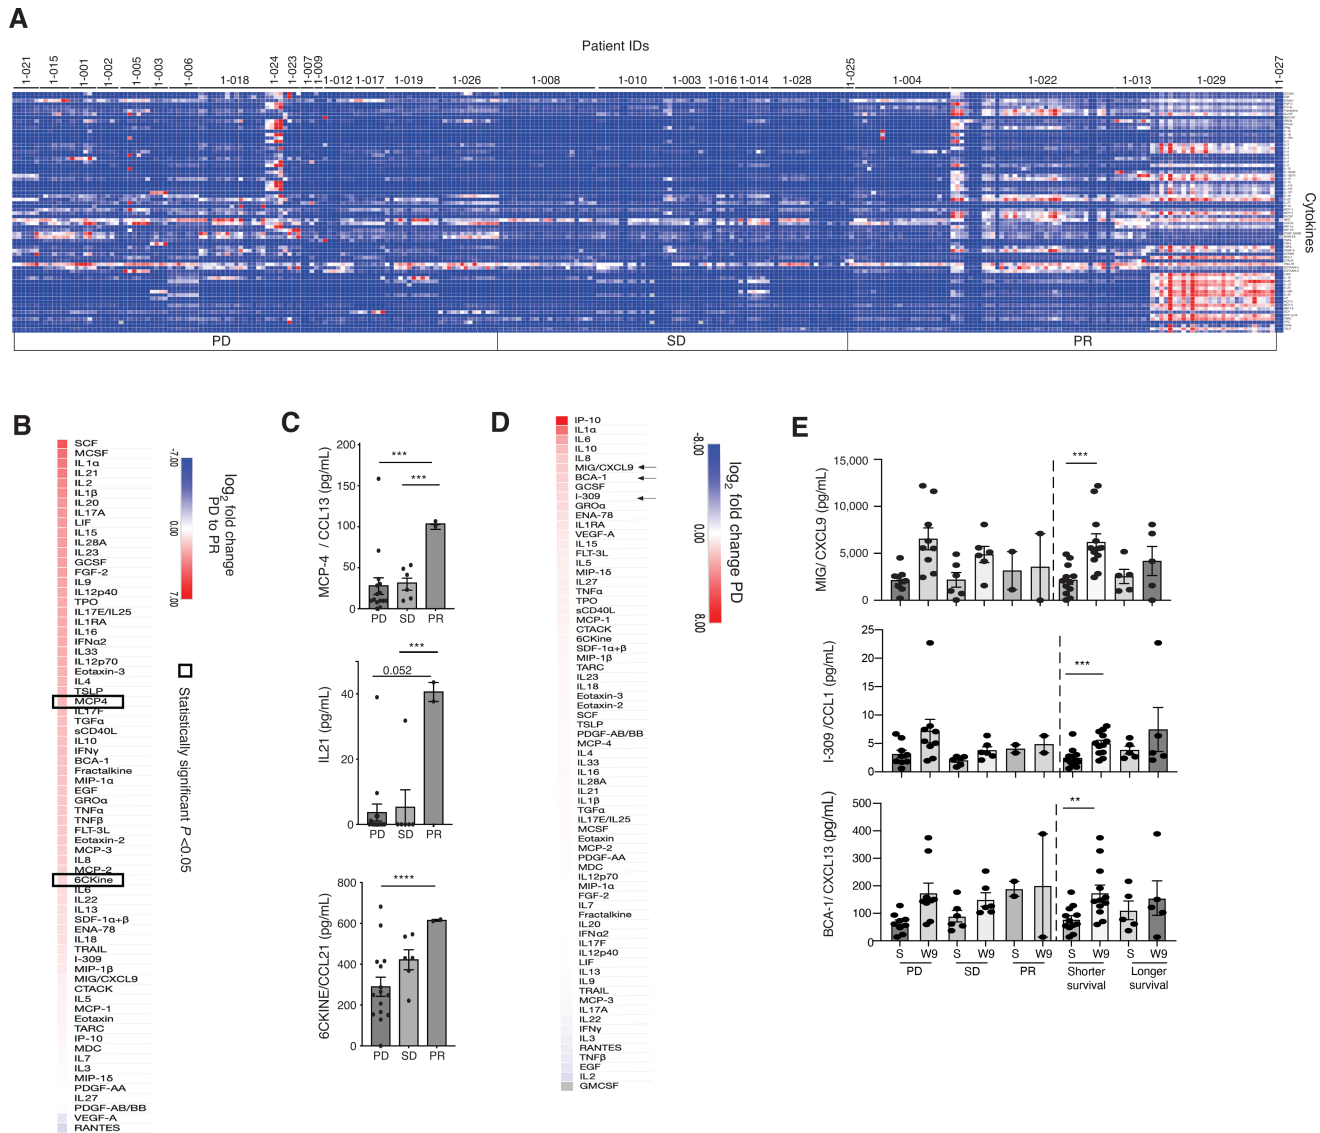 A
Patient IDs
1-021
1-015
1-001
1-002
1-005
1-003
1-006
1-018
1-024
1-023
1-007
1-009
1-012
1-017
1-019
1-026
1-008
1-010
1-003
1-016
1-014
1-028
1-025
1-004
1-022
1-013
1-029
1-027
Cytokines
PD
SD
PR
B
SCF
MCSF
IL1α
IL21
IL2
IL1β
IL20
IL17A
LIF
IL15
IL28A
IL23
GCSF
FGF-2
IL9
IL12p40
TPO
IL17E/IL25
IL1RA
IL16
IFNα2
IL33
IL12p70
Eotaxin-3
IL4
TSLP
MCP4
IL17F
TGFα
sCD40L
IL10
IFNγ
BCA-1
Fractalkine
MIP-1α
EGF
GROα
TNFα
TNFβ
FLT-3L
Eotaxin-2
MCP-3
IL8
MCP-2
6CKine
IL6
IL22
IL13
SDF-1α+β
ENA-78
IL18
TRAIL
I-309
MIP-1β
MIG/CXCL9
CTACK
IL5
MCP-1
Eotaxin
TARC
IP-10
MDC
IL7
IL3
MIP-1δ
PDGF-AA
IL27
PDGF-AB/BB
VEGF-A
RANTES
-7.00
0.00
7.00
log2 fold change
PD to PR
Statistically significant P <0.05
C
MCP-4 / CCL13 (pg/mL)
200
150
100
50
0
***
***
PD
SD
PR
IL21 (pg/mL)
40
20
0
***
0.052
PD
SD
PR
6CKINE/CCL21 (pg/mL)
800
600
400
200
0
****
PD
SD
PR
D
IP-10
IL1α
IL6
IL10
IL8
MIG/CXCL9
BCA-1
GCSF
I-309
GROα
ENA-78
IL1RA
VEGF-A
IL15
FLT-3L
IL5
MIP-1δ
IL27
TNFα
TPO
sCD40L
MCP-1
CTACK
6CKine
SDF-1α+β
MIP-1β
TARC
IL23
IL18
Eotaxin-3
Eotaxin-2
SCF
TSLP
PDGF-AB/BB
MCP-4
IL4
IL33
IL16
IL28A
IL21
IL1β
TGFα
IL17E/IL25
MCSF
Eotaxin
MCP-2
PDGF-AA
MDC
IL12p70
MIP-1α
FGF-2
IL7
Fractalkine
IL20
IFNα2
IL17F
IL12p40
LIF
IL13
IL9
TRAIL
MCP-3
IL17A
IL22
IFNγ
IL3
RANTES
TNFβ
EGF
IL2
GMCSF
-8.00
0.00
8.00
log2 fold change PD
E
MIG/ CXCL9 (pg/mL)
15,000
10,000
5,000
0
***
I-309 /CCL1 (pg/mL)
25
20
15
10
5
0
***
BCA-1/ CXCL13 (pg/mL)
500
400
300
200
100
0
**
S W9 S W9 S W9 S W9 S W9
PD SD PR Shorter survival Longer survival